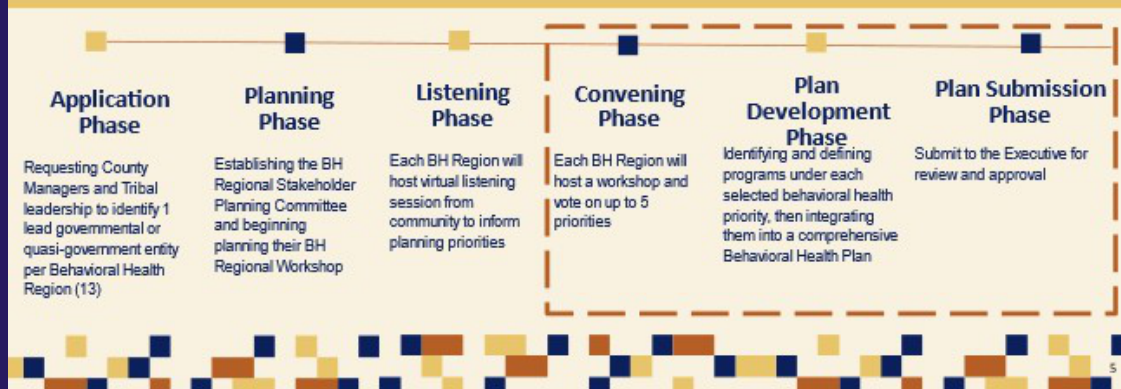 Application
Phase
Requesting County
Managers and Tribal
leadership to identify 1
lead governmental or
quasi-government entity
per Behavioral Health
Region (13)
Planning
Phase
Establishing the BH
Regional Stakeholder
Planning Committee
and beginning
planning their BH
Regional Workshop
Listening
Phase
Each BH Region will
host virtual listening
session from
community to inform
planning priorities
Convening
Phase
Each BH Region will
host a workshop and
vote on up to 5
priorities
Plan
Development
Phase
Identifying and defining
programs under each
selected behavioral health
priority, then integrating
them into a comprehensive
Behavioral Health Plan
Plan Submission
Phase
Submit to the Executive for
review and approval
5